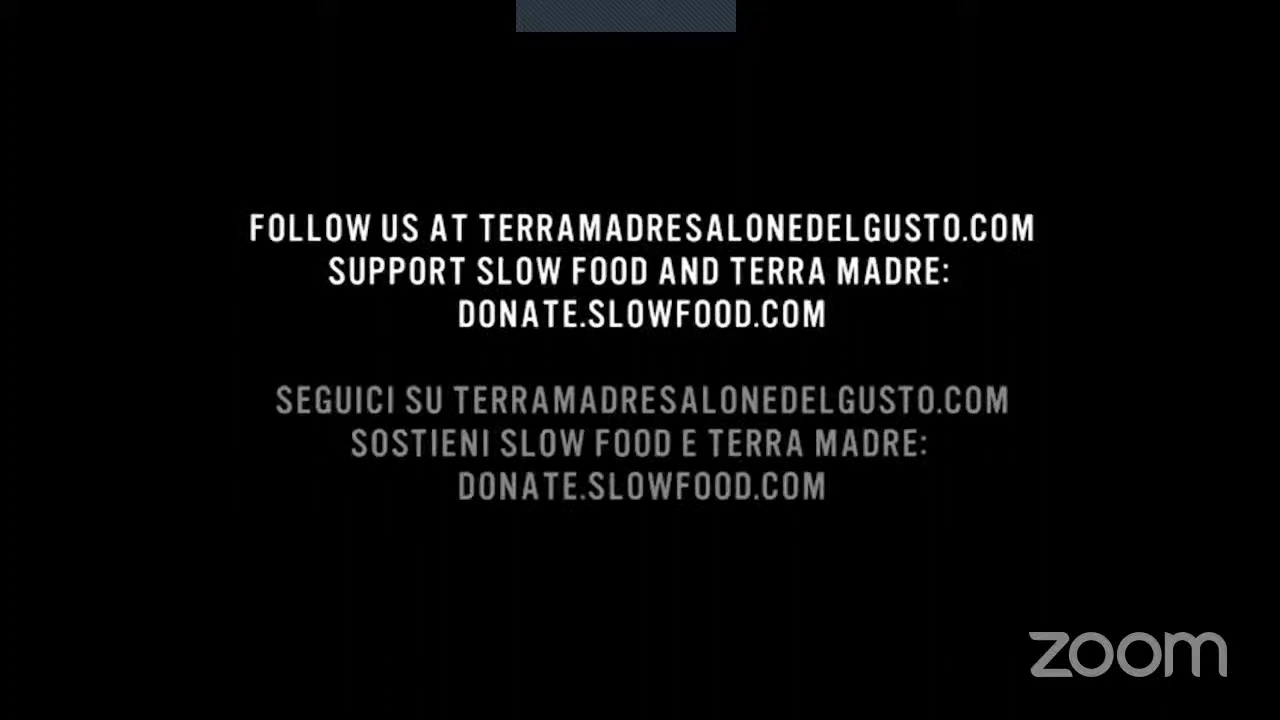 FOLLOW US AT TERRAMADRESALONEDELGUSTO.COM
SUPPORT SLOW FOOD AND TERRA MADRE:
DONATE.SLOWFOOD.COM
SEGUICI SU TERRAMADRESALONEDELGUSTO.COM
SOSTIENI SLOW FOOD E TERRA MADRE:
DONATE.SLOWFOOD.COM
zoom